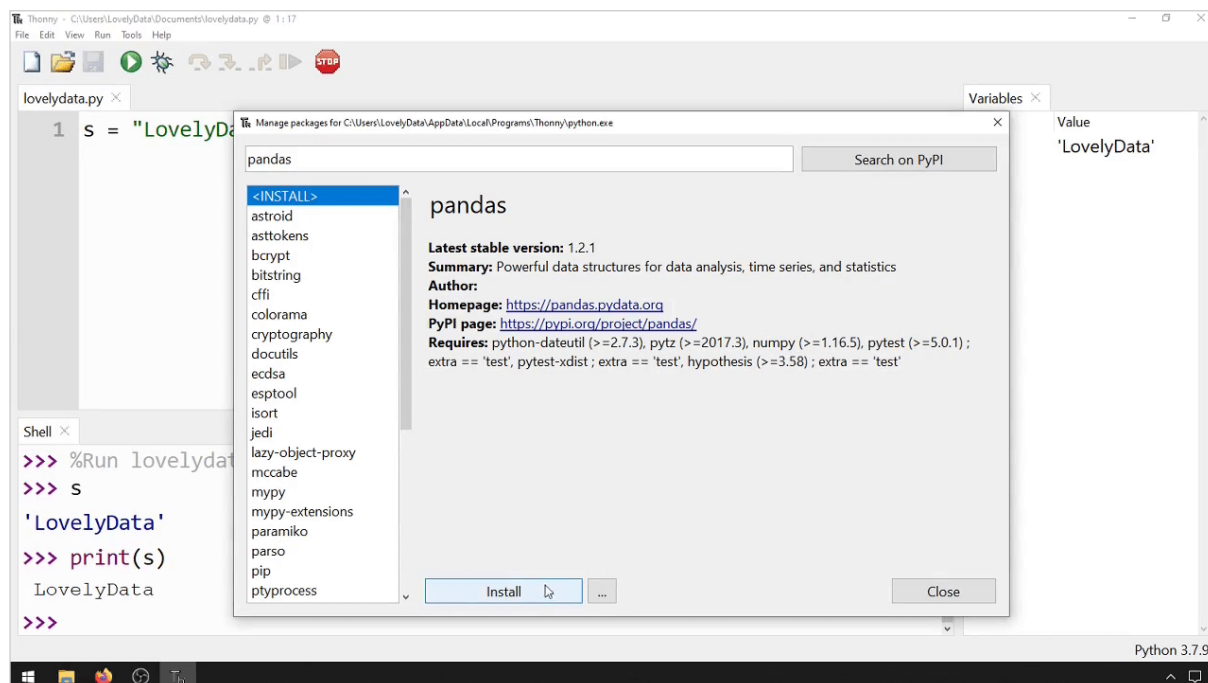 Thonny - C:\Users\LovelyData\Documents\lovelydata.py @ 1:17
File Edit View Run Tools Help
STOP
lovelydata.py
Variables
1 s = "LovelyDa
Value
'LovelyData'
Manage packages for C:\Users\LovelyData\AppData\Local\Programs\Thonny\python.exe
pandas
Search on PyPI
<INSTALL>
astroid
asttokens
bcrypt
bitstring
cffi
colorama
cryptography
docutils
ecdsa
esptool
isort
jedi
lazy-object-proxy
mccabe
mypy
mypy-extensions
paramiko
parso
pip
ptyprocess
pandas
Latest stable version: 1.2.1
Summary: Powerful data structures for data analysis, time series, and statistics
Author:
Homepage: https://pandas.pydata.org
PyPI page: https://pypi.org/project/pandas/
Requires: python-dateutil (>=2.7.3), pytz (>=2017.3), numpy (>=1.16.5), pytest (>=5.0.1) ;
extra == 'test', pytest-xdist ; extra == 'test', hypothesis (>=3.58) ; extra == 'test'
Install
...
Close
Shell
>>> %Run lovelydat
>>> s
'LovelyData'
>>> print(s)
LovelyData
>>>
Python 3.7.9
Th